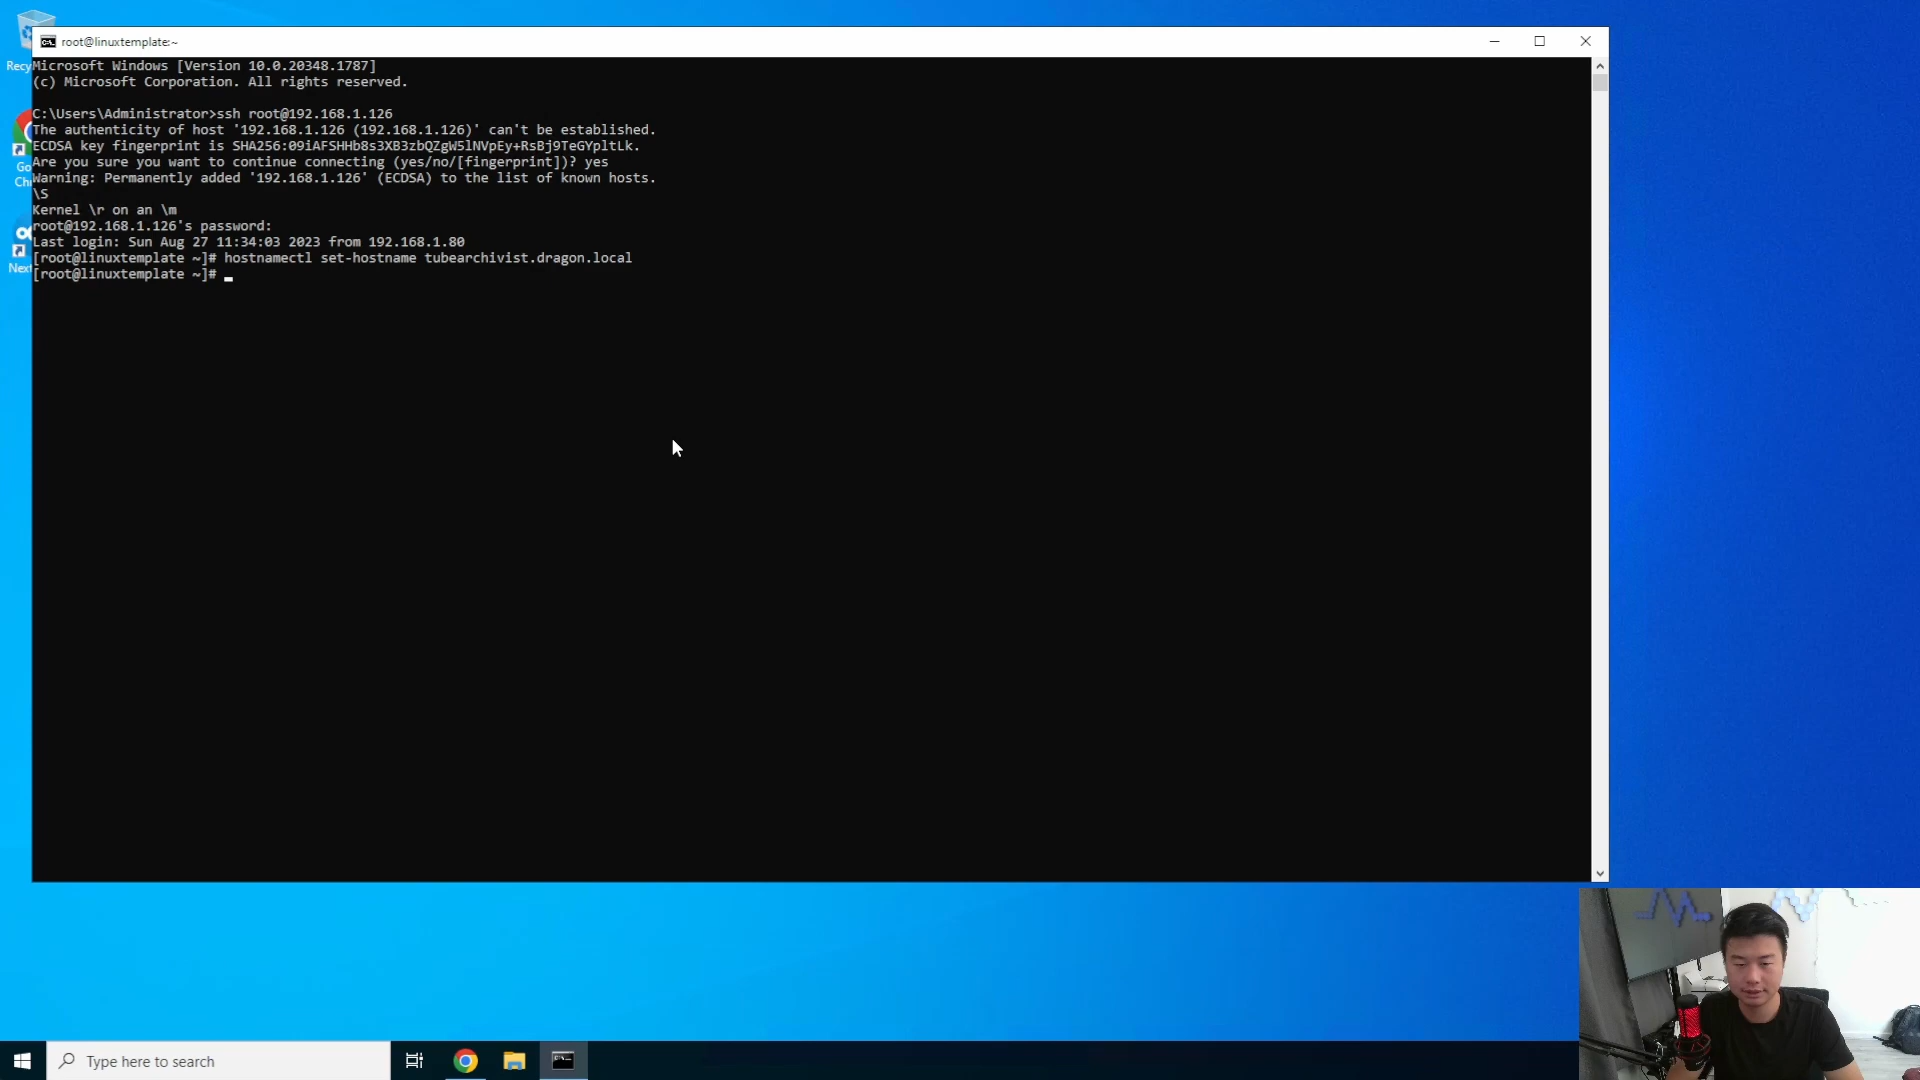 root@linuxtemplate:~
Microsoft Windows [Version 10.0.20348.1787]
(c) Microsoft Corporation. All rights reserved.
C:\Users\Administrator>ssh root@192.168.1.126
The authenticity of host '192.168.1.126 (192.168.1.126)' can't be established.
ECDSA key fingerprint is SHA256:09iAFSHHb8s3XB3zbQZgW5lNVpEy+RsBj9TeGYpltLk.
Are you sure you want to continue connecting (yes/no/[fingerprint])? yes
Warning: Permanently added '192.168.1.126' (ECDSA) to the list of known hosts.
\S
Kernel \r on an \m
root@192.168.1.126's password:
Last login: Sun Aug 27 11:34:03 2023 from 192.168.1.80
[root@linuxtemplate ~]# hostnamectl set-hostname tubearchivist.dragon.local
[root@linuxtemplate ~]#
Recy
Go
Ch
Next
Type here to search